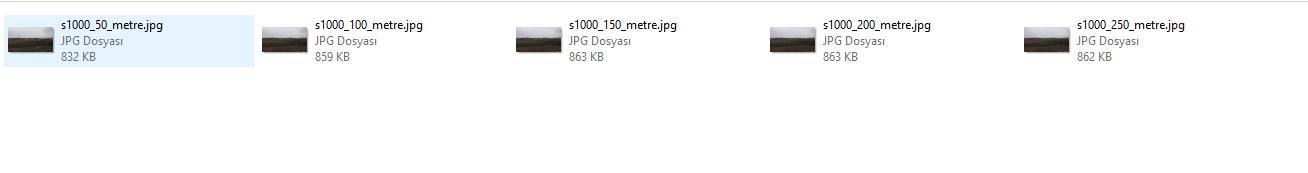 s1000_50_metre.jpg
JPG Dosyası
832 KB
s1000_100_metre.jpg
JPG Dosyası
859 KB
s1000_150_metre.jpg
JPG Dosyası
863 KB
s1000_200_metre.jpg
JPG Dosyası
863 KB
s1000_250_metre.jpg
JPG Dosyası
862 KB